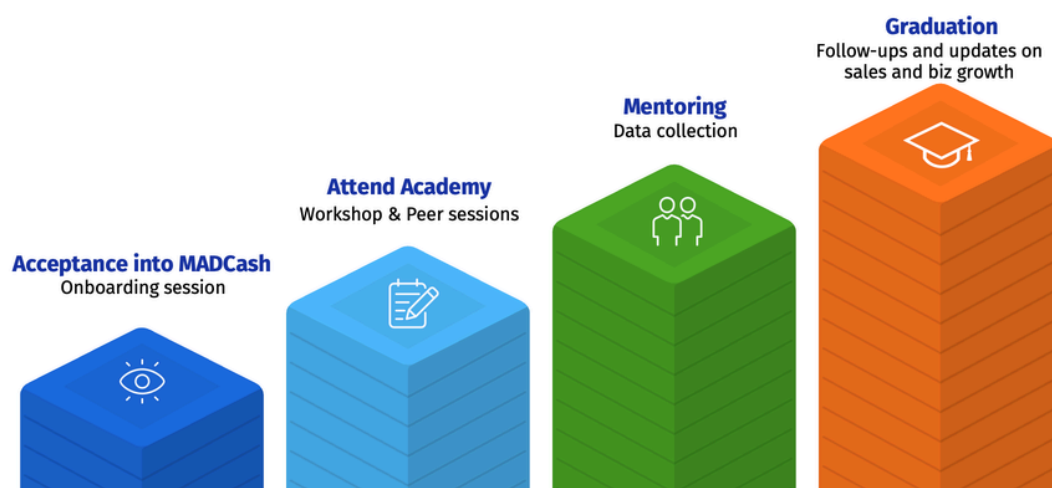 Acceptance into MADCash
Onboarding session
Attend Academy
Workshop & Peer sessions
Mentoring
Data collection
Graduation
Follow-ups and updates on
sales and biz growth